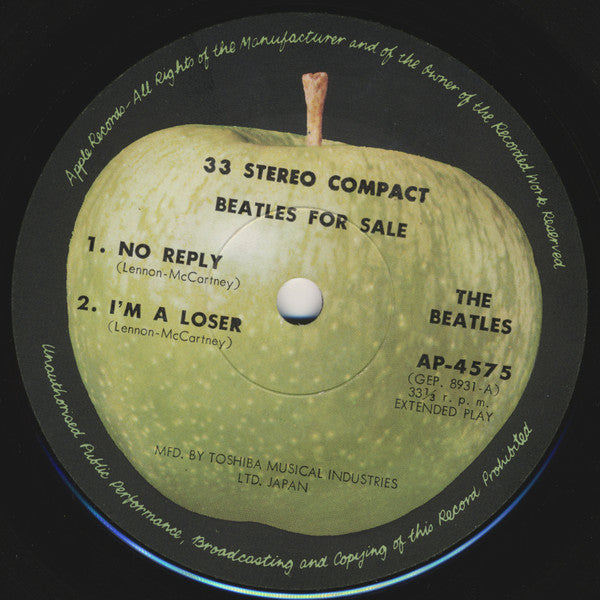 Apple Records-All Rights of the Manufacturer and of the Owner of the Recorded Work Reserved
33 STEREO COMPACT
BEATLES FOR SALE
1. NO REPLY
(Lennon-McCartney)
2. I'M A LOSER
(Lennon-McCartney)
THE
BEATLES
AP-4575
(GEP. 8931-A)
33⅓ r. p. m.
EXTENDED PLAY
MFD. BY TOSHIBA MUSICAL INDUSTRIES
LTD. JAPAN
Unauthorised Public Performance, Broadcasting and Copying of this Record Prohibited